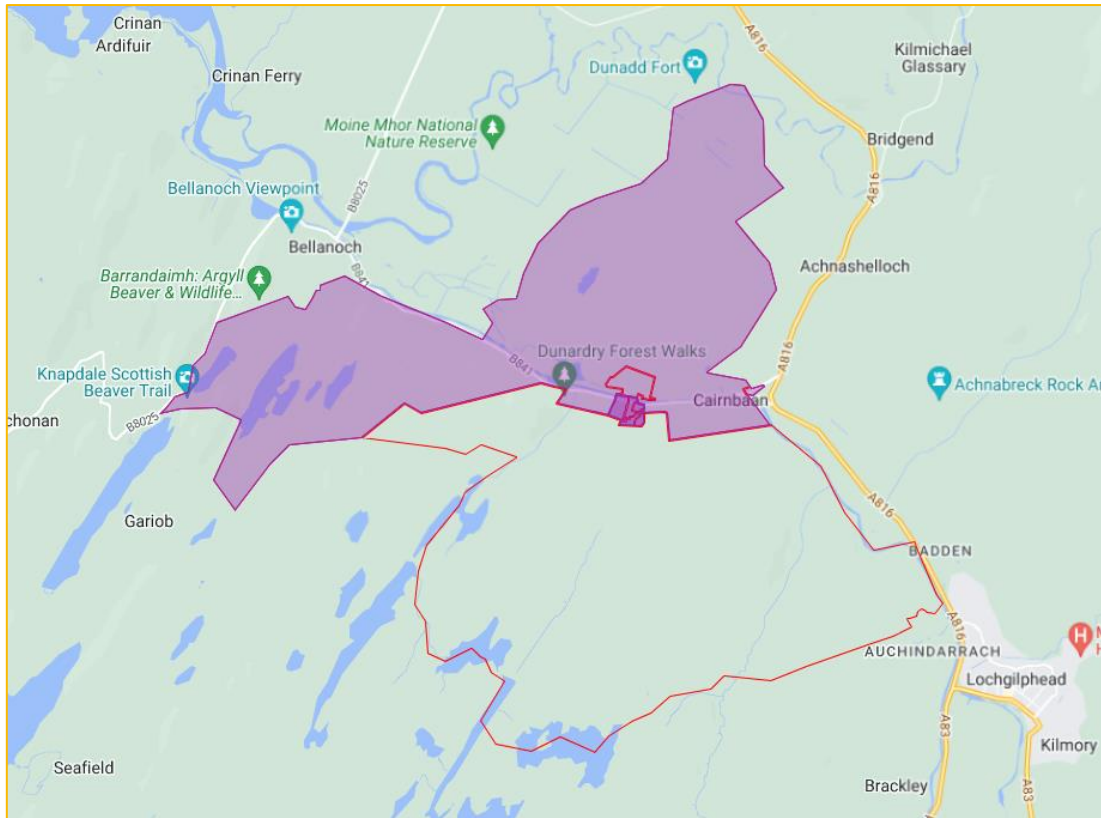 Crinan
Ardifuir
Crinan Ferry
A816
Kilmichael
Glassary
Dunadd Fort
Moine Mhor National
Nature Reserve
Bridgend
A816
Bellanoch Viewpoint
B8025
Bellanoch
Achnashelloch
Barrandaimh: Argyll
Beaver & Wildlife...
B841
Dunardry Forest Walks
B841
A816
Knapdale Scottish
Beaver Trail
Achnabreck Rock Ar
Cairnbaan
chonan
B8025
A816
Gariob
BADDEN
A816
AUCHINDARRACH
Lochgilphead
H
A83
Kilmory
Seafield
Brackley
A83